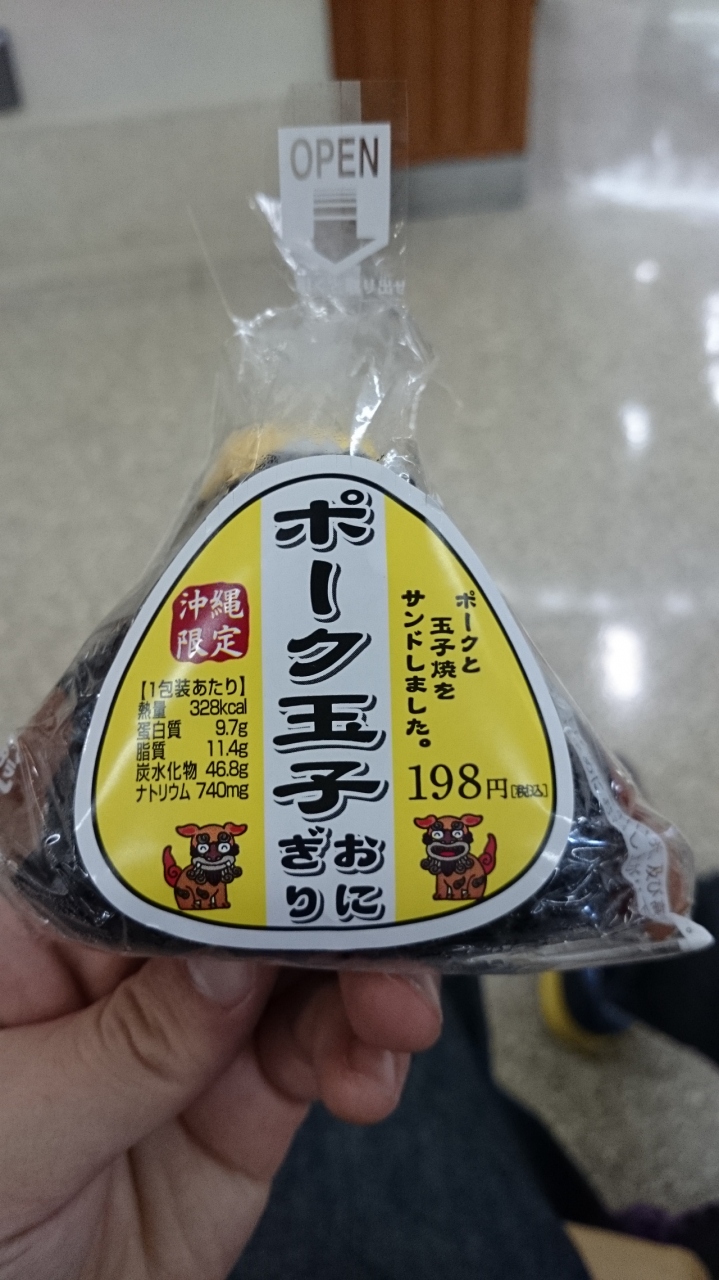 OPEN
ポーク玉子
おに
ぎり
ポークと
玉子焼を
サンドしました。
198円[税込]
沖縄
限定
【1包装あたり】
熱量 328kcal
蛋白質 9.7g
脂質 11.4g
炭水化物 46.8g
ナトリウム 740mg